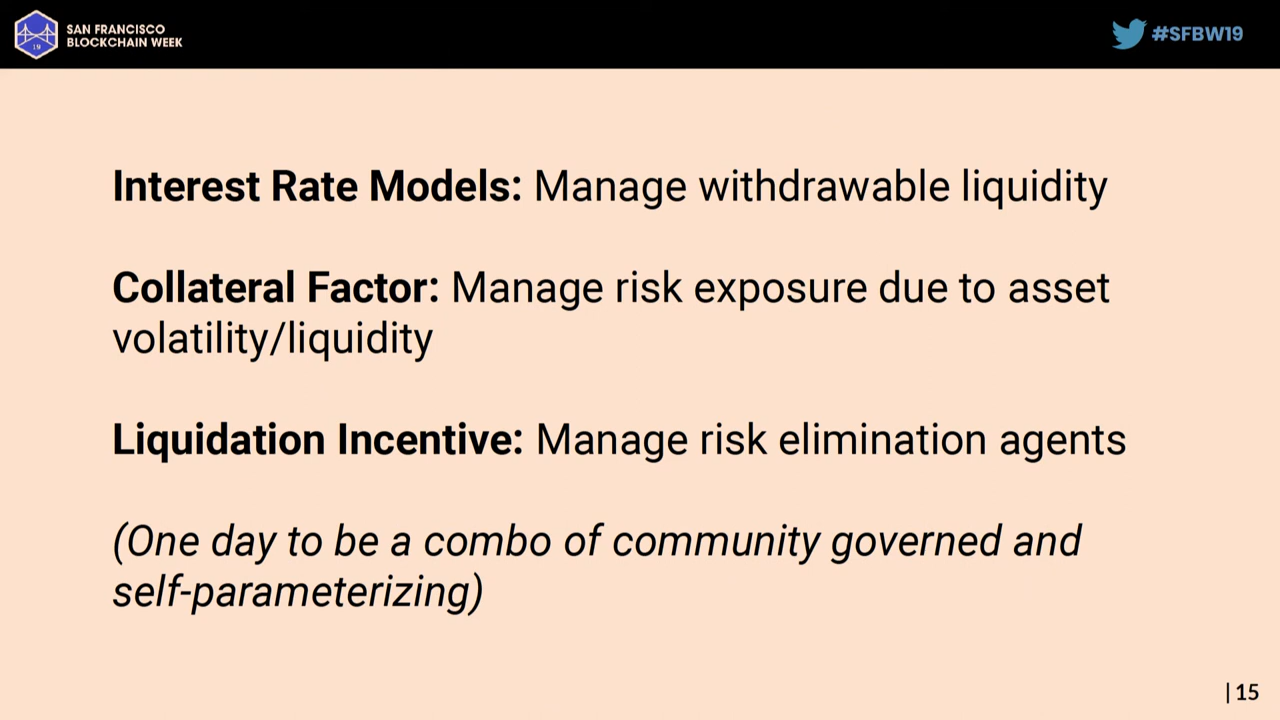 SAN FRANCISCO
BLOCKCHAIN WEEK
19
#SFBW19
Interest Rate Models: Manage withdrawable liquidity
Collateral Factor: Manage risk exposure due to asset
volatility/liquidity
Liquidation Incentive: Manage risk elimination agents
(One day to be a combo of community governed and
self-parameterizing)
| 15